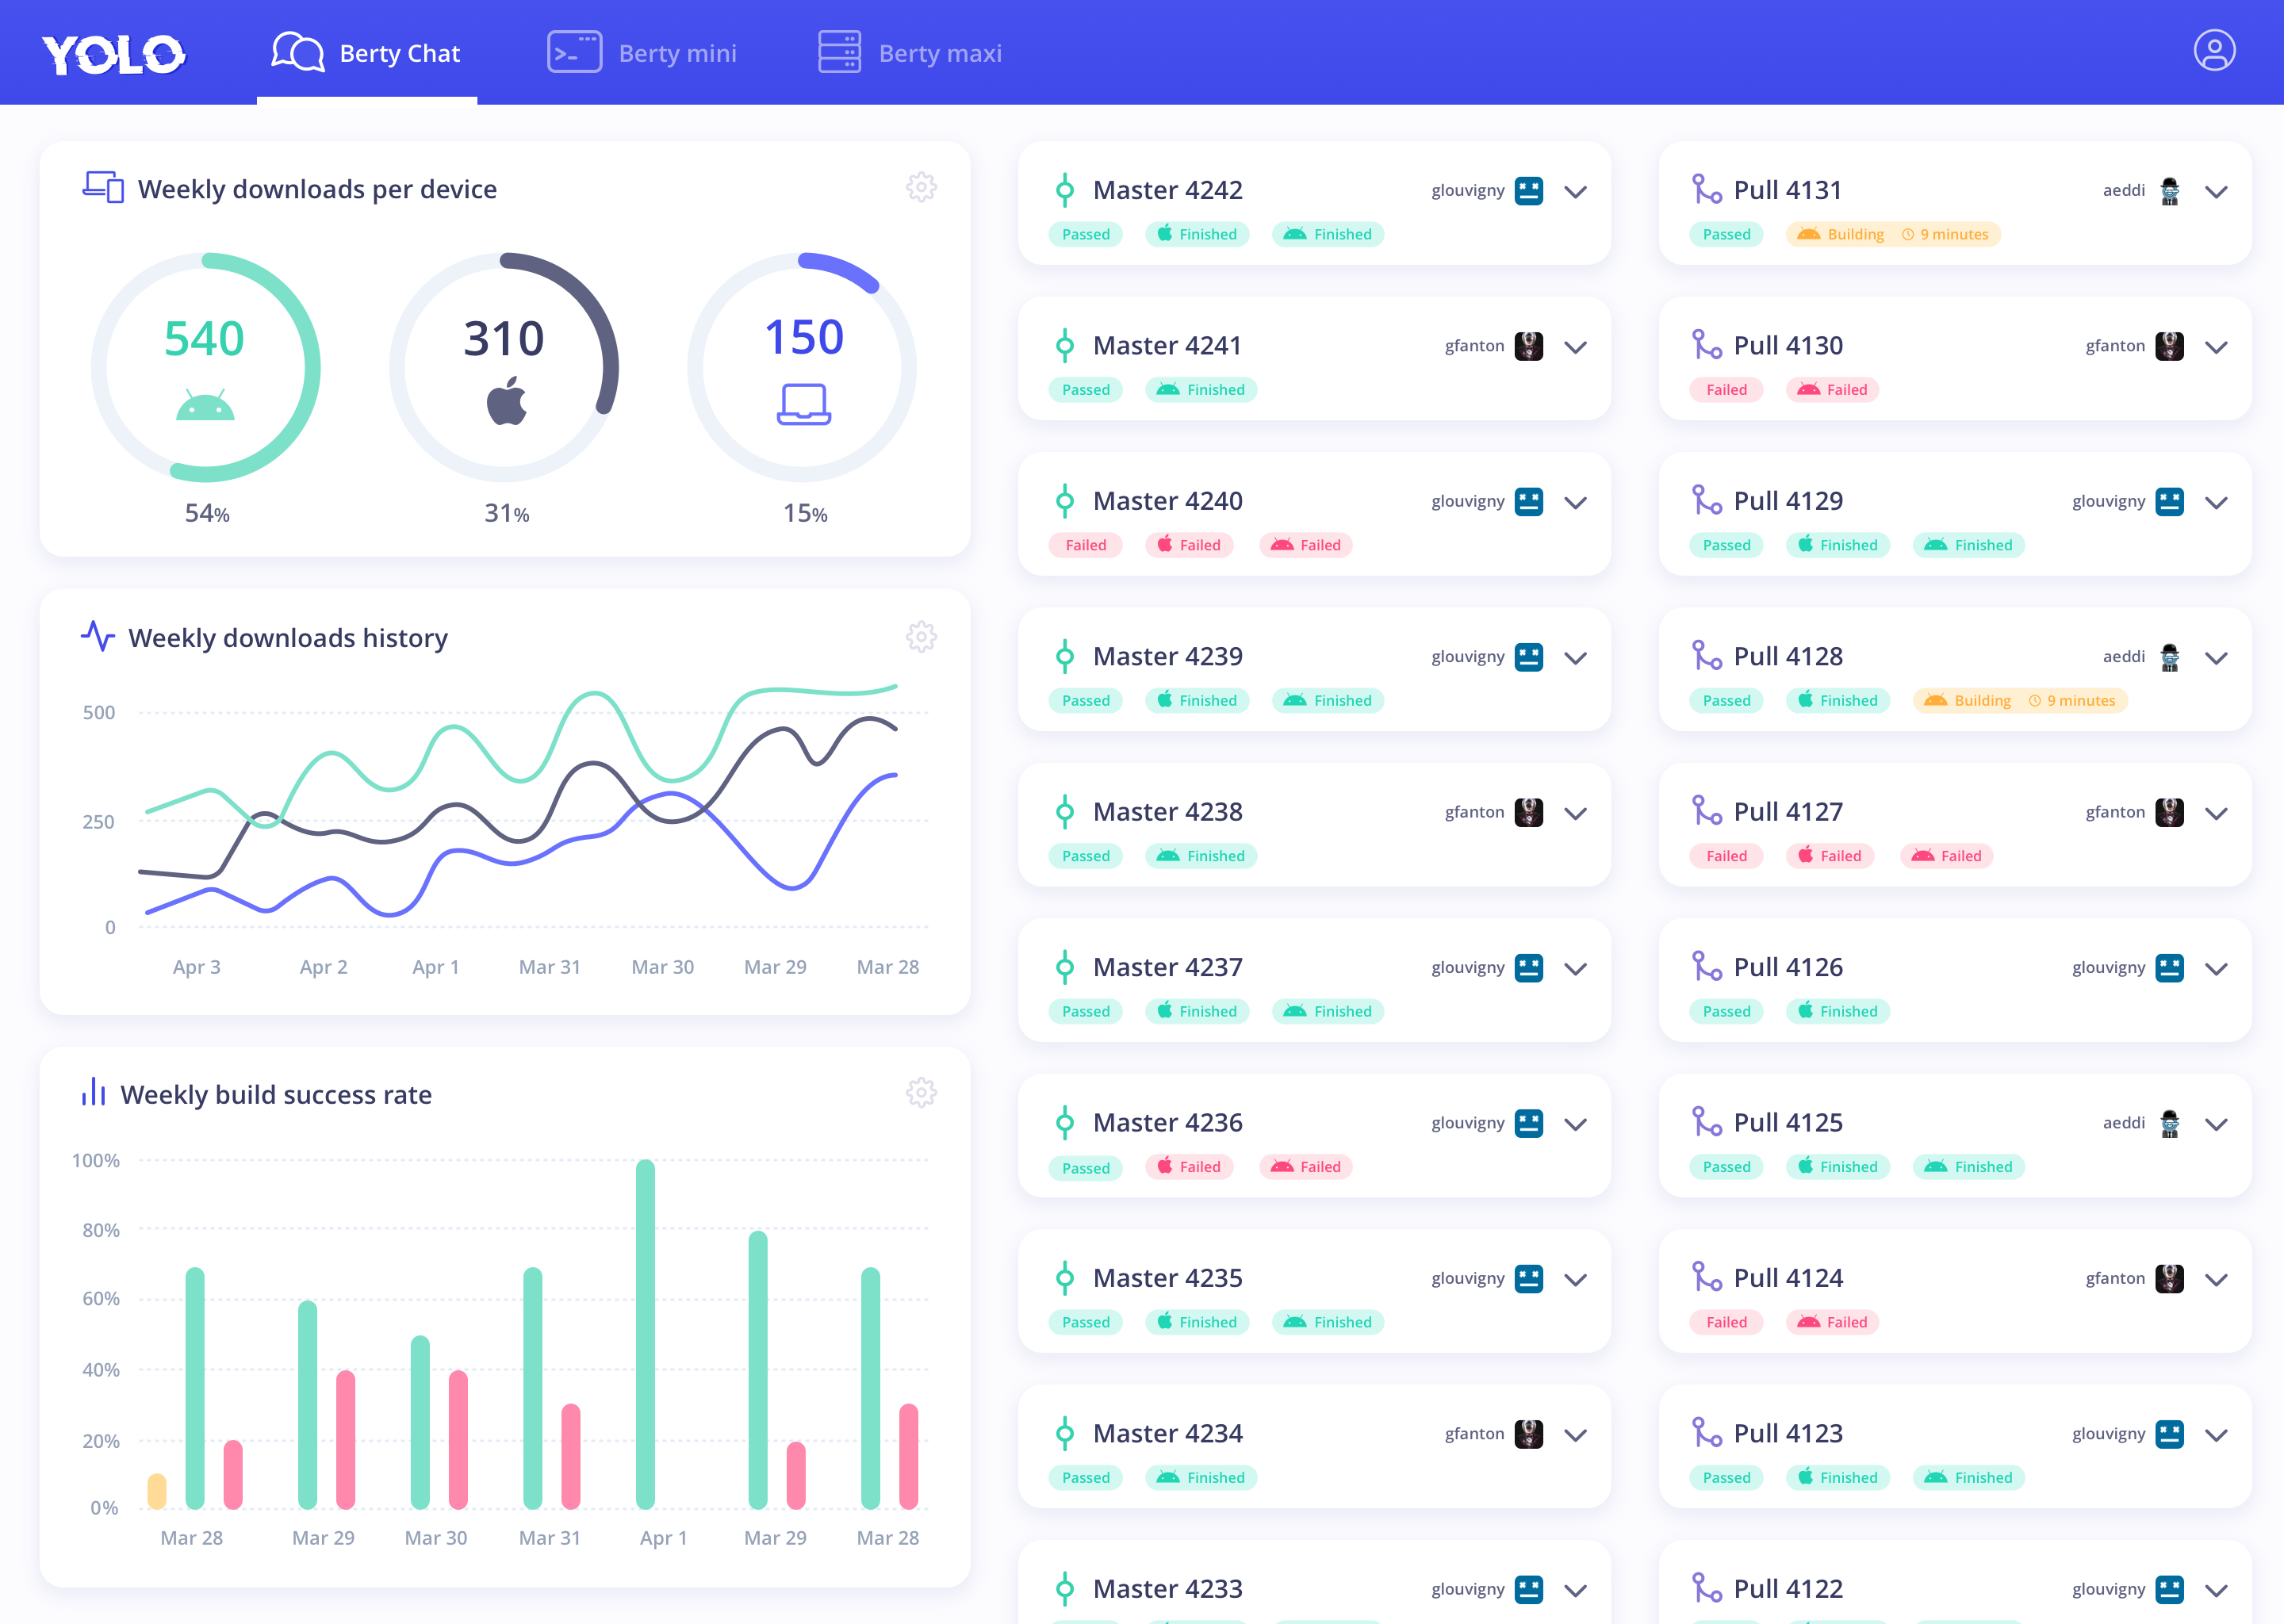 YOLO
Berty Chat
Berty mini
Berty maxi
Weekly downloads per device
540
310
150
54%
31%
15%
Weekly downloads history
500
250
0
Apr 3
Apr 2
Apr 1
Mar 31
Mar 30
Mar 29
Mar 28
Weekly build success rate
100%
80%
60%
40%
20%
0%
Mar 28
Mar 29
Mar 30
Mar 31
Apr 1
Mar 29
Mar 28
Master 4242
glouvigny
Passed
Finished
Finished
Master 4241
gfanton
Passed
Finished
Master 4240
glouvigny
Failed
Failed
Failed
Master 4239
glouvigny
Passed
Finished
Finished
Master 4238
gfanton
Passed
Finished
Master 4237
glouvigny
Passed
Finished
Finished
Master 4236
glouvigny
Passed
Failed
Failed
Master 4235
glouvigny
Passed
Finished
Finished
Master 4234
gfanton
Passed
Finished
Master 4233
glouvigny
Pull 4131
aeddi
Passed
Building
9 minutes
Pull 4130
gfanton
Failed
Failed
Pull 4129
glouvigny
Passed
Finished
Finished
Pull 4128
aeddi
Passed
Finished
Building
9 minutes
Pull 4127
gfanton
Failed
Failed
Failed
Pull 4126
glouvigny
Passed
Finished
Pull 4125
aeddi
Passed
Finished
Finished
Pull 4124
gfanton
Failed
Failed
Pull 4123
glouvigny
Passed
Finished
Finished
Pull 4122
glouvigny